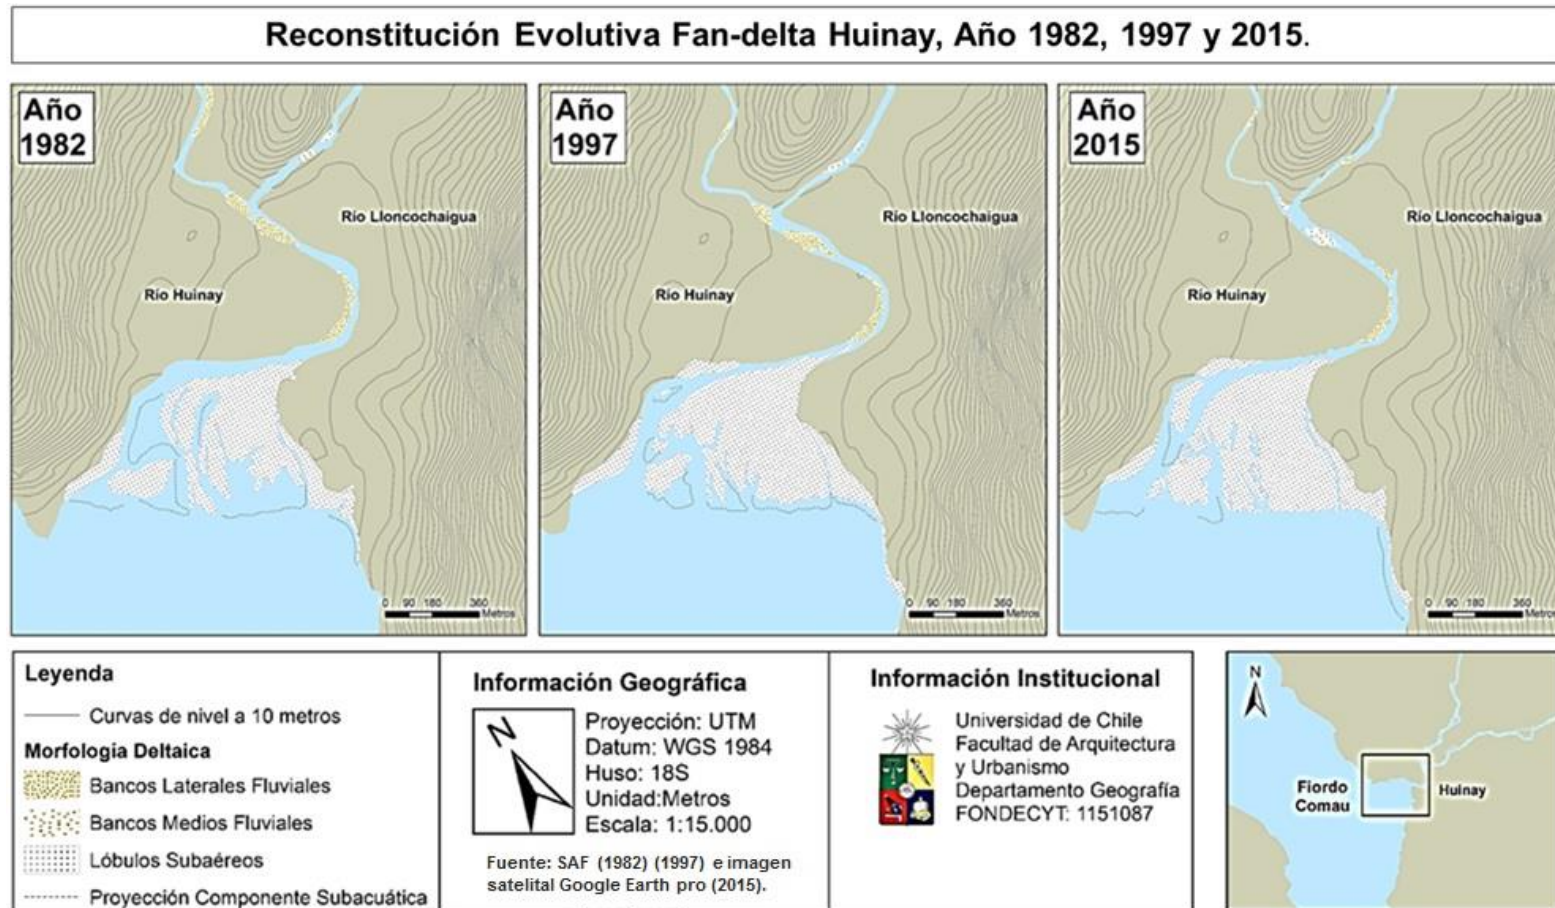 Reconstitución Evolutiva Fan-delta Huinay, Año 1982, 1997 y 2015.
Año
1982
Río Lloncochaigua
Río Huinay
0 90 180 360
Metros
Año
1997
Río Lloncochaigua
Río Huinay
0 90 180 360
Metros
Año
2015
Río Lloncochaigua
Río Huinay
0 90 180 360
Metros
Leyenda
Curvas de nivel a 10 metros
Morfología Deltaica
Bancos Laterales Fluviales
Bancos Medios Fluviales
Lóbulos Subaéreos
Proyección Componente Subacuática
Información Geográfica
N
Proyección: UTM
Datum: WGS 1984
Huso: 18S
Unidad:Metros
Escala: 1:15.000
Fuente: SAF (1982) (1997) e imagen
satelital Google Earth pro (2015).
Información Institucional
Universidad de Chile
Facultad de Arquitectura
y Urbanismo
Departamento Geografía
FONDECYT: 1151087
N
Fiordo
Comau
Huinay